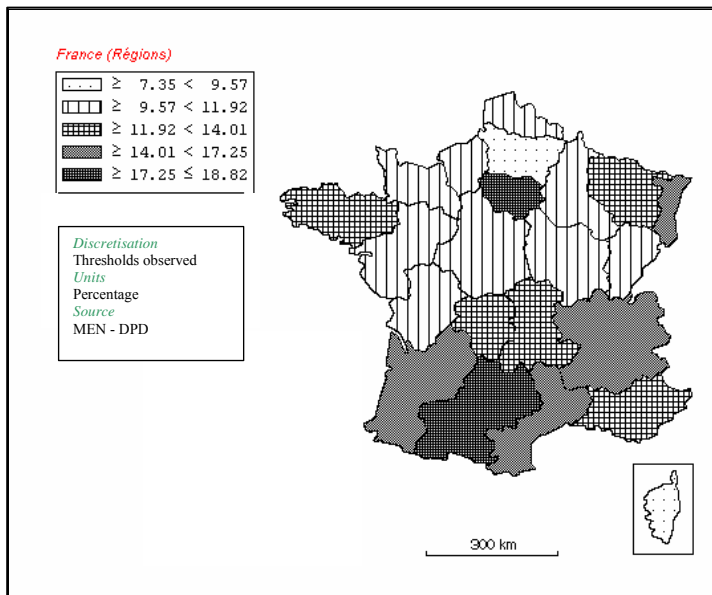 France (Régions)
≥ 7.35 < 9.57
≥ 9.57 < 11.92
≥ 11.92 < 14.01
≥ 14.01 < 17.25
≥ 17.25 ≤ 18.82
Discretisation
Thresholds observed
Units
Percentage
Source
MEN - DPD
300 km